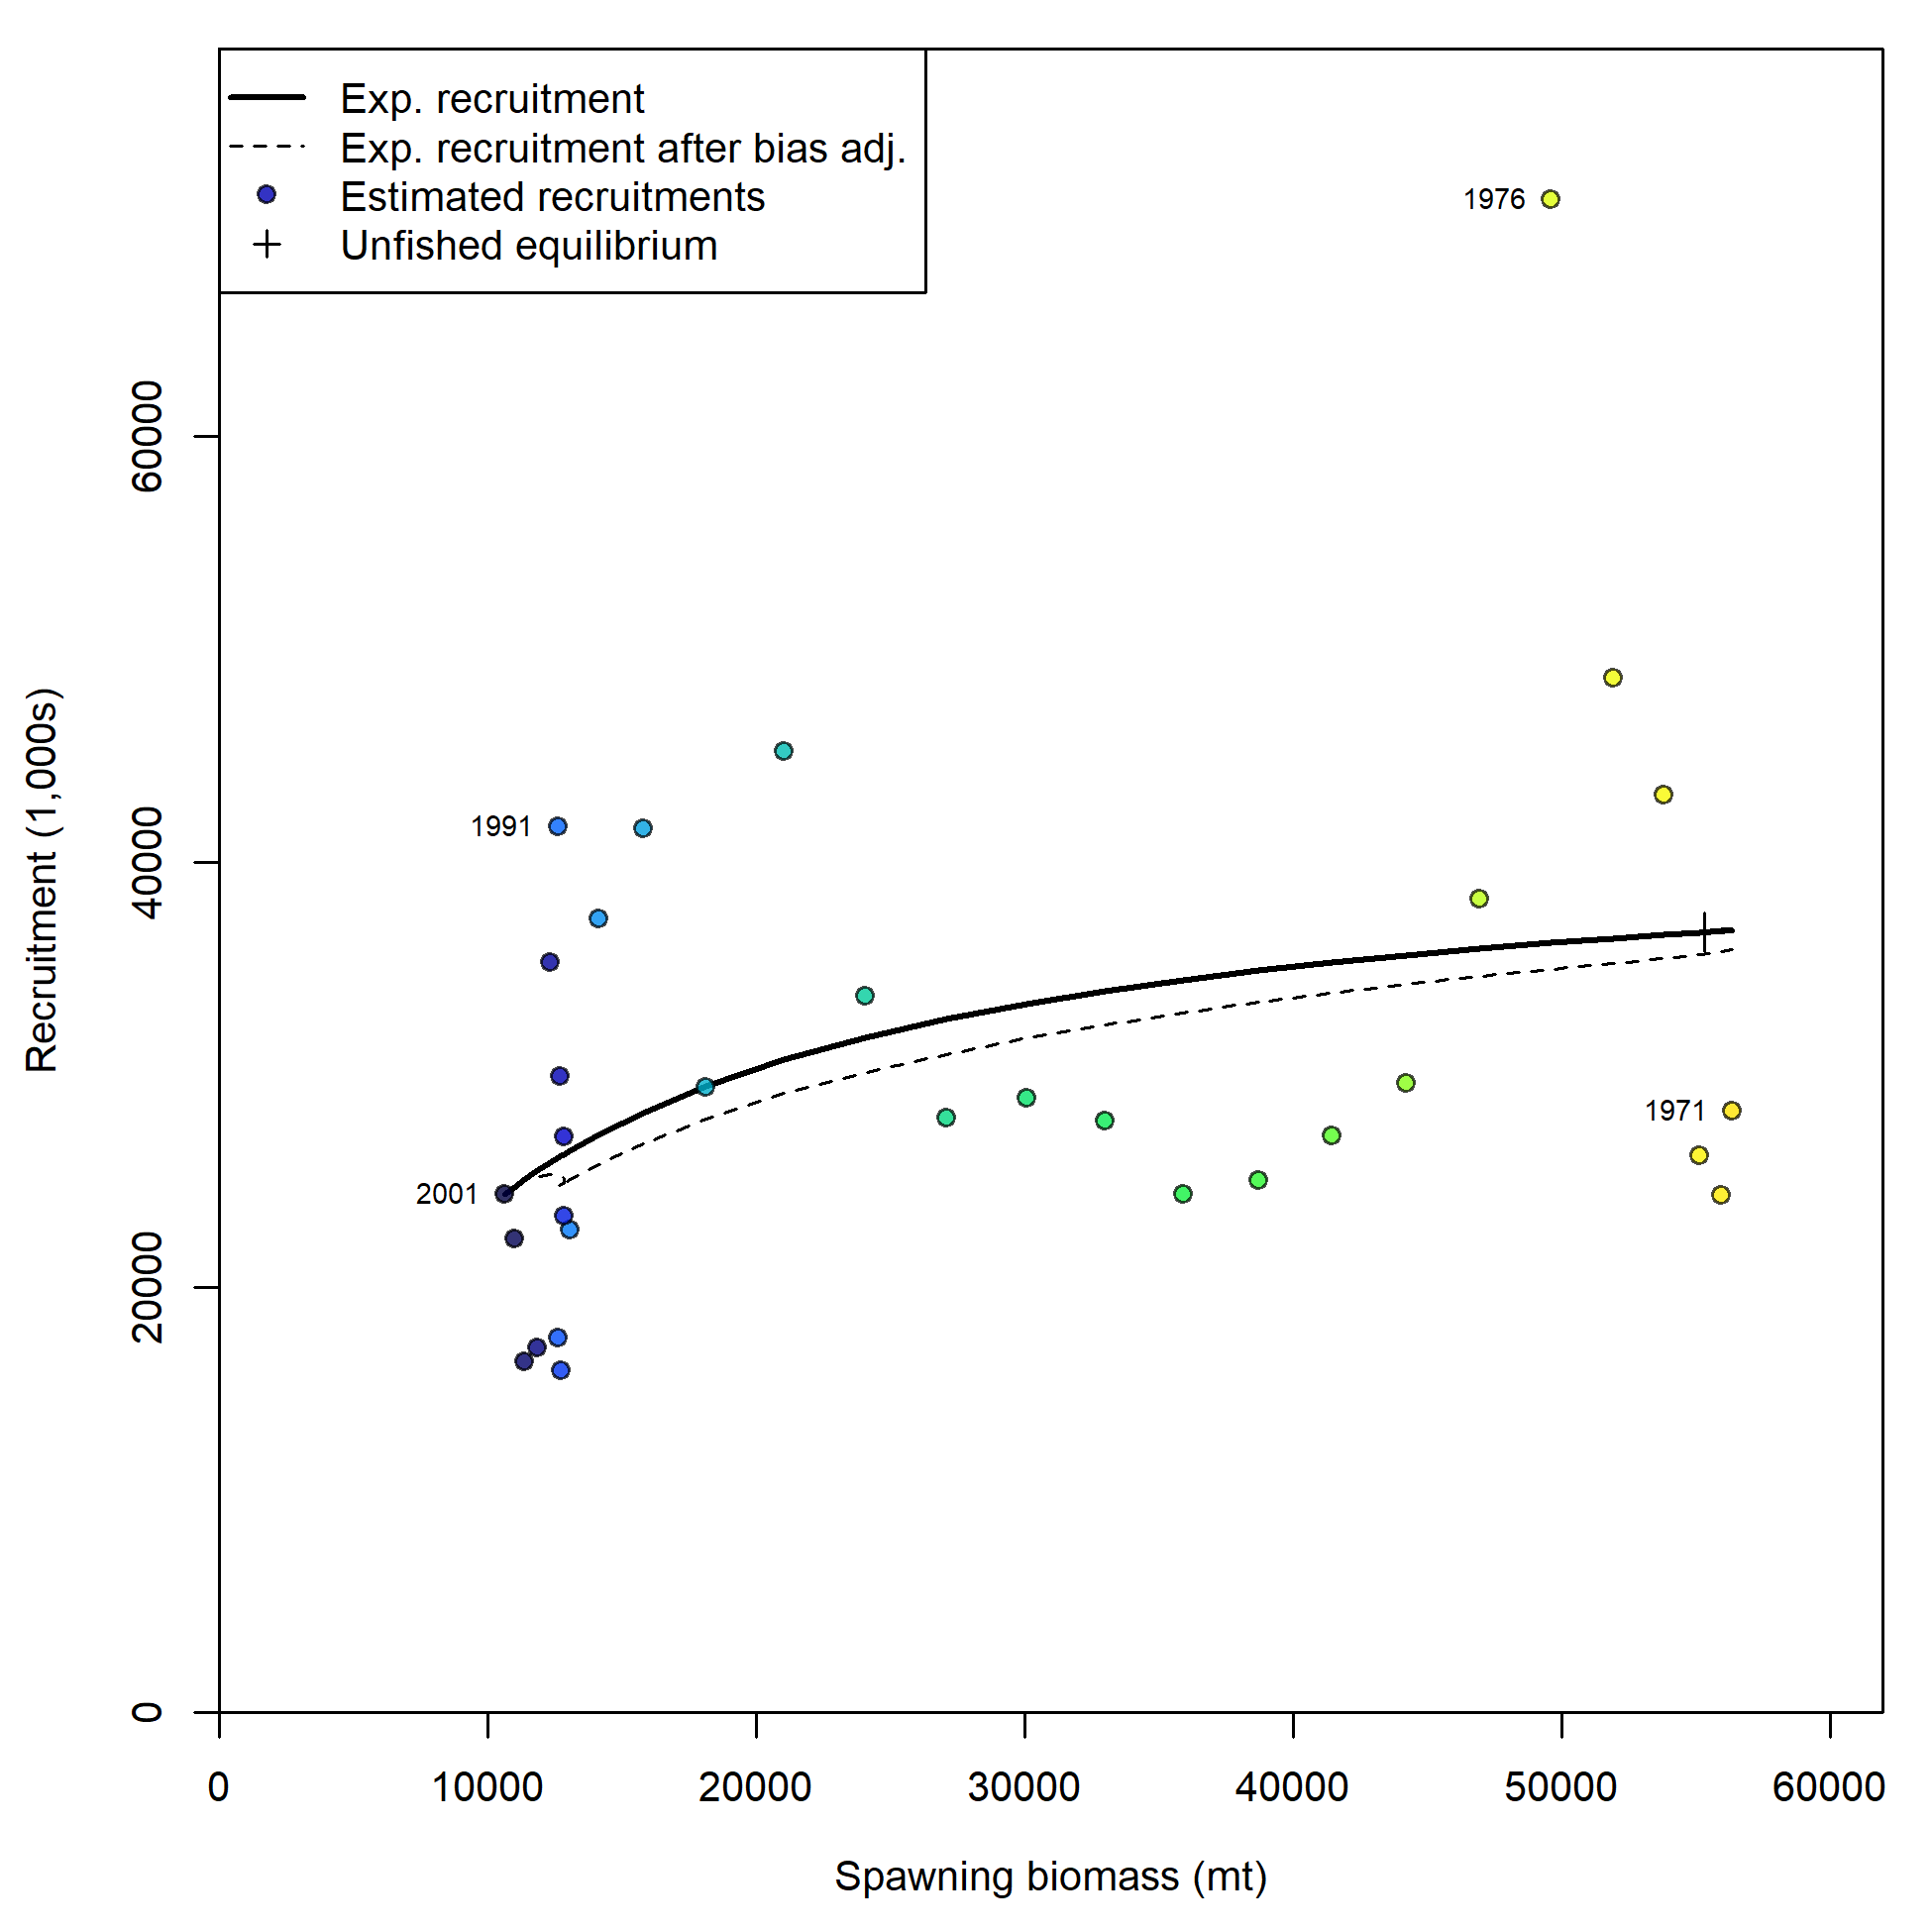 Exp. recruitment
Exp. recruitment after bias adj.
Estimated recruitments
Unfished equilibrium
1976
1991
1971
2001
Recruitment (1,000s)
60000
40000
20000
0
0 10000 20000 30000 40000 50000 60000
Spawning biomass (mt)